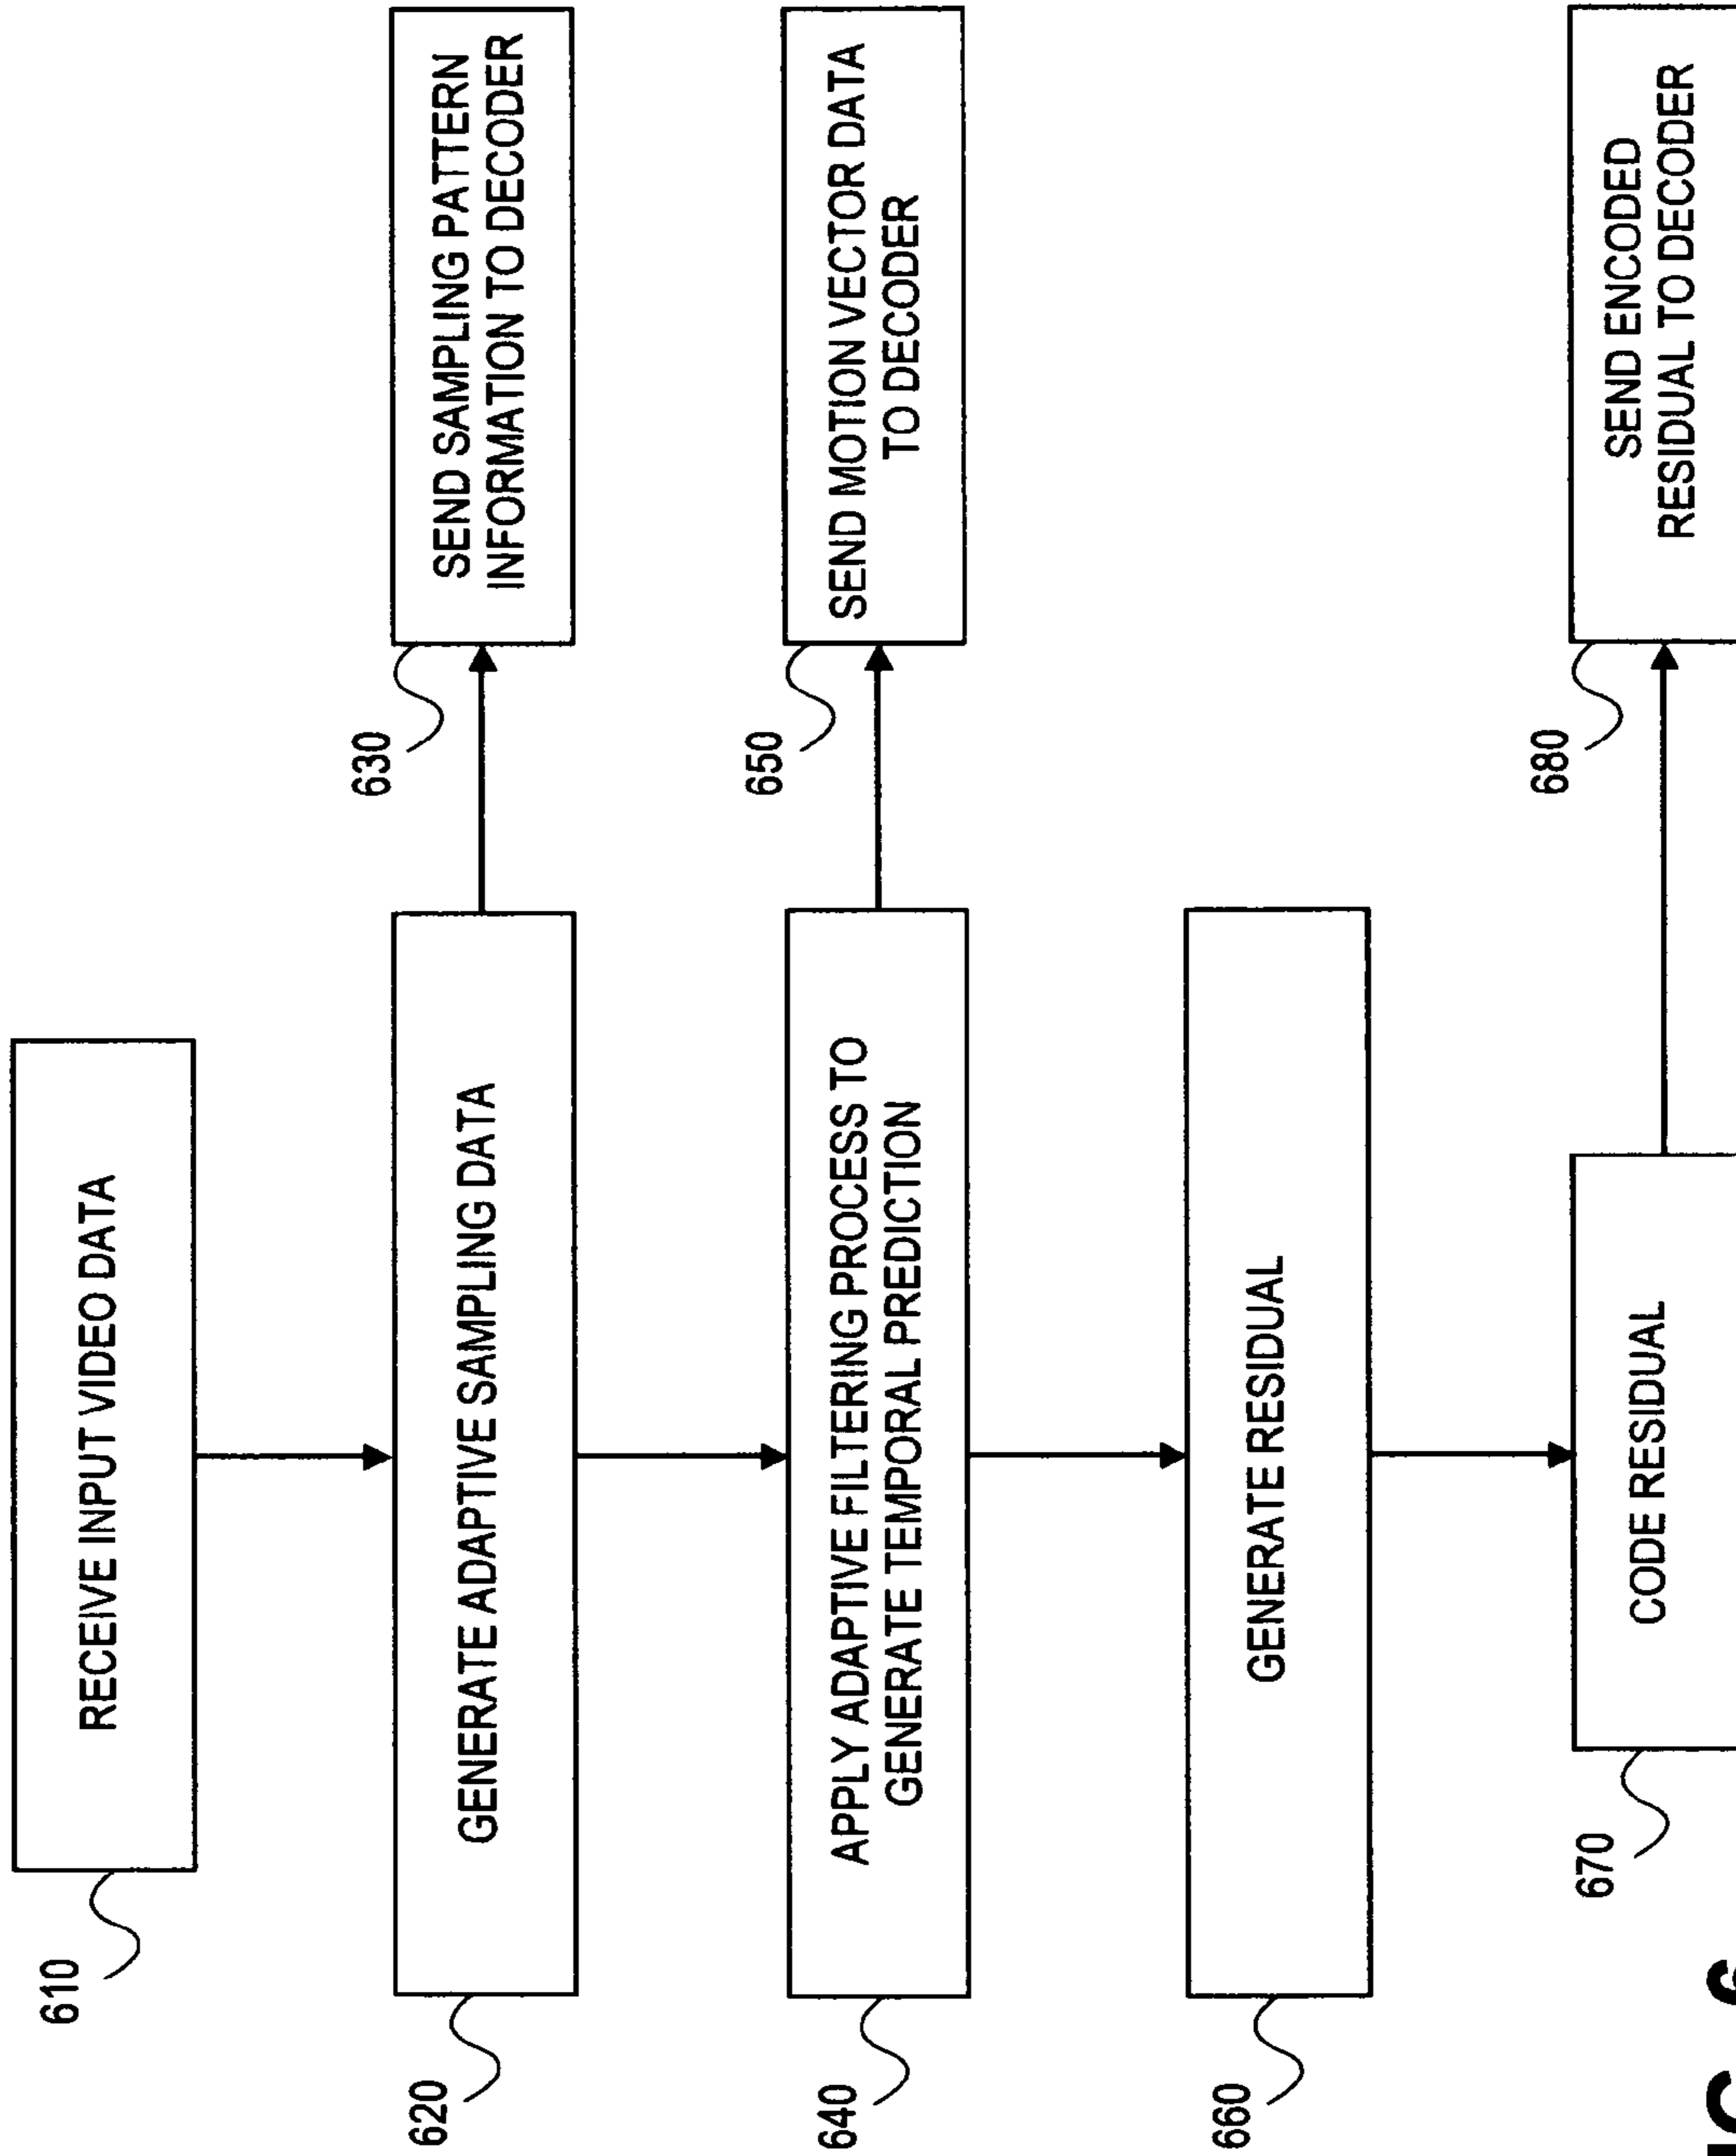 610
RECEIVE INPUT VIDEO DATA
620
GENERATE ADAPTIVE SAMPLING DATA
630
SEND SAMPLING PATTERN
INFORMATION TO DECODER
640
APPLY ADAPTIVE FILTERING PROCESS TO
GENERATE TEMPORAL PREDICTION
650
SEND MOTION VECTOR DATA
TO DECODER
660
GENERATE RESIDUAL
670
CODE RESIDUAL
680
SEND ENCODED
RESIDUAL TO DECODER